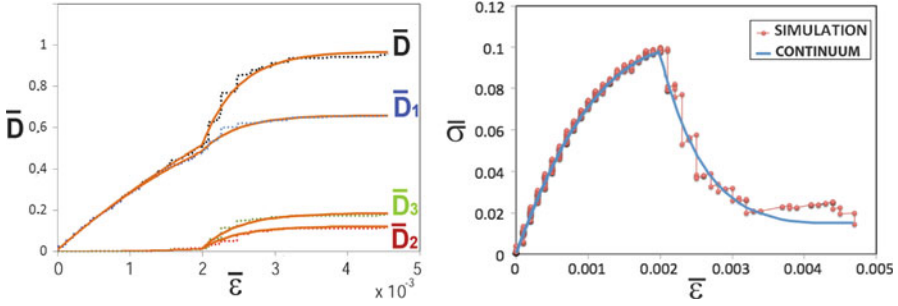 1
0.8
0,6
0.4
0.2
0
D̄
D̄
D̄₁
D̄₃
D̄₂
0 1 2 3 4 5
ε̄
x 10⁻³
0.12
0.1
0.08
0.06
0.04
0.02
0
σ̄
SIMULATION
CONTINUUM
0 0.001 0.002 0.003 0.004 0.005
ε̄